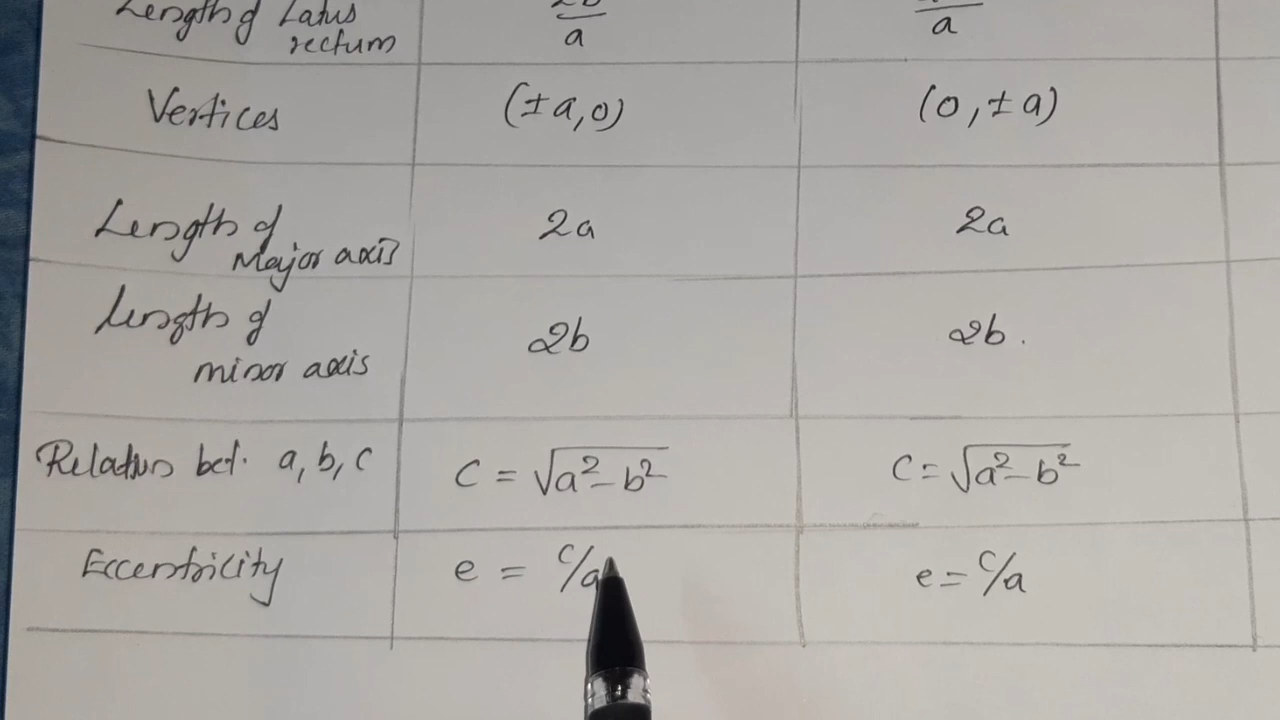 Length of Latus
rectum
a
a
Vertices (±a,0) (0,±a)
Length of
Major axis 2a 2a
Length of
minor axis 2b 2b.
Relation bet. a, b, c c = √a²-b² c = √a²-b²
Eccentricity e = c/a e = c/a